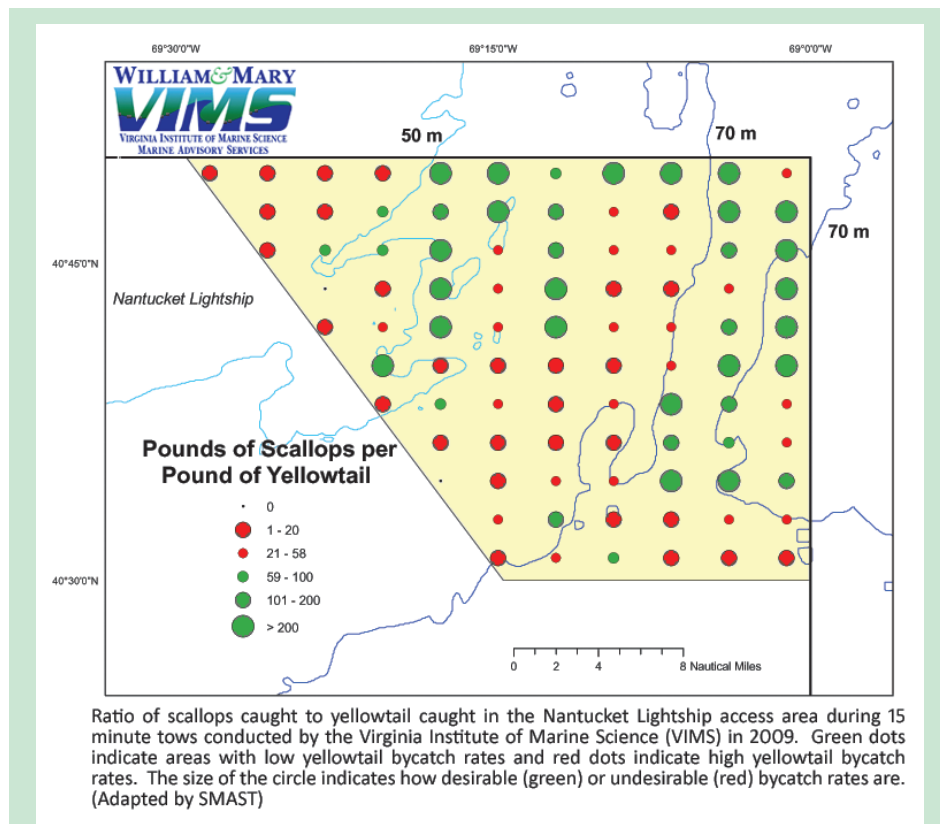 69°30'0"W 69°15'0"W 69°0'0"W
WILLIAM & MARY
VIMS
VIRGINIA INSTITUTE OF MARINE SCIENCE
MARINE ADVISORY SERVICES
50 m
70 m
70 m
40°45'0"N
Nantucket Lightship
Pounds of Scallops per
Pound of Yellowtail
0
1 - 20
21 - 58
59 - 100
101 - 200
> 200
40°30'0"N
0 2 4 8 Nautical Miles
Ratio of scallops caught to yellowtail caught in the Nantucket Lightship access area during 15
minute tows conducted by the Virginia Institute of Marine Science (VIMS) in 2009. Green dots
indicate areas with low yellowtail bycatch rates and red dots indicate high yellowtail bycatch
rates. The size of the circle indicates how desirable (green) or undesirable (red) bycatch rates are.
(Adapted by SMAST)